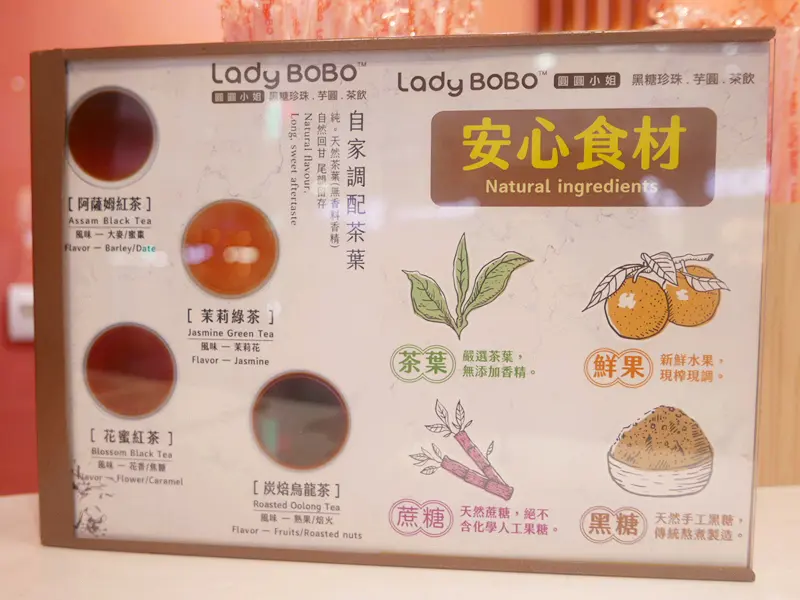 Lady BoBo™
圓圓小姐 黑糖珍珠.芋圓.茶飲
自家調配茶葉
純。天然茶葉(無香料香精)
自然回甘 尾韻
Natural flavour,
Long, sweet aftertaste
[ 阿薩姆紅茶 ]
Assam Black Tea
風味 — 大麥/蜜棗
Flavor — Barley/Date
[ 茉莉綠茶 ]
Jasmine Green Tea
風味 — 茉莉花
Flavor — Jasmine
[ 花蜜紅茶 ]
Blossom Black Tea
風味 — 花香/焦糖
Flavor — Flower/Caramel
[ 炭焙烏龍茶 ]
Roasted Oolong Tea
風味 — 熟果/焙火
Flavor — Fruits/Roasted nuts
Lady BoBo™
圓圓小姐 黑糖珍珠.芋圓.茶飲
安心食材
Natural ingredients
茶葉
嚴選茶葉,
無添加香精。
鮮果
新鮮水果,
現榨現調。
蔗糖
天然蔗糖,絕不
含化學人工果糖。
黑糖
天然手工黑糖,
傳統熬煮製造。